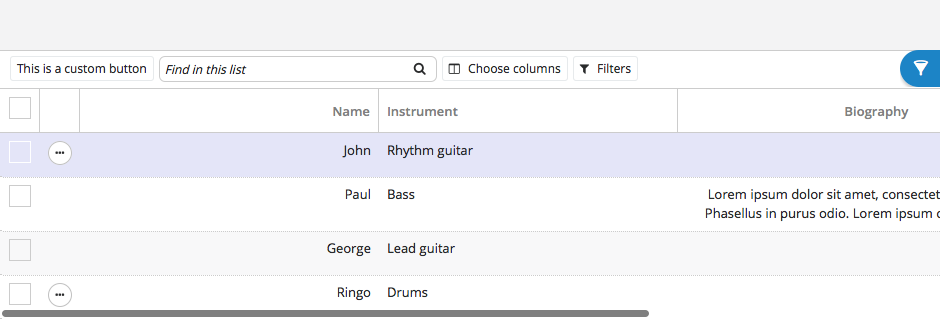 This is a custom button Find in this list Choose columns Filters
Name Instrument Biography
John Rhythm guitar
Paul Bass Lorem ipsum dolor sit amet, consectet
Phasellus in purus odio. Lorem ipsum
George Lead guitar
Ringo Drums